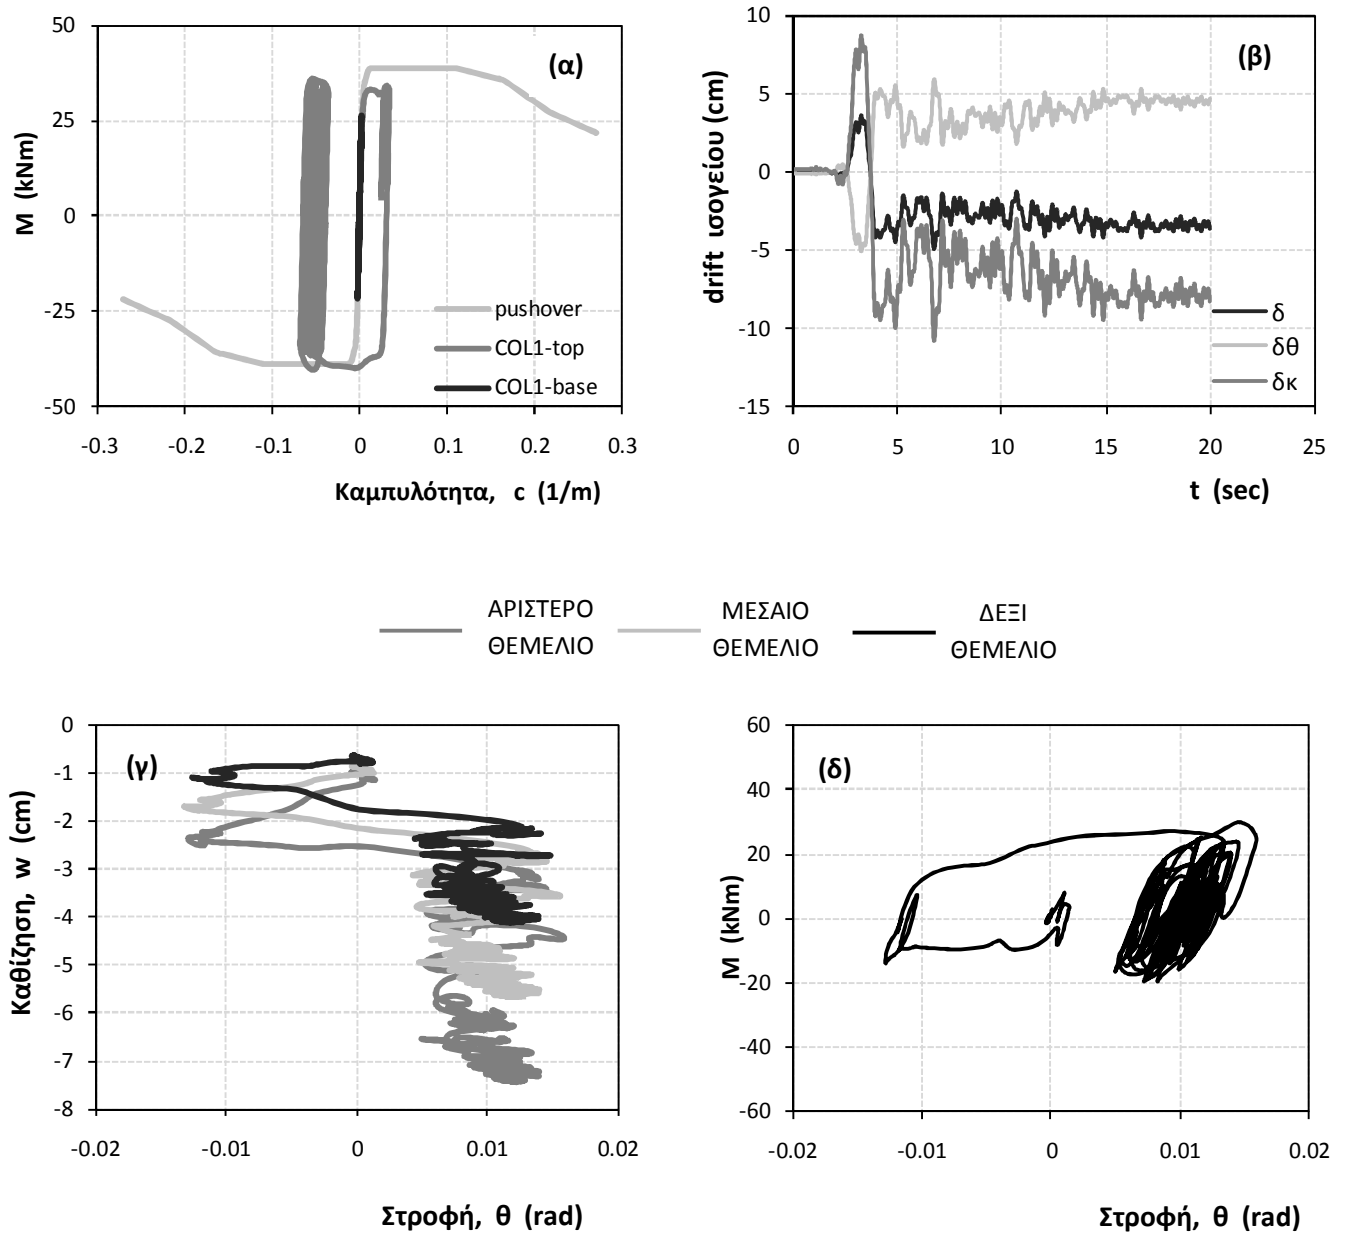 (α)
M (kNm)
50
25
0
-25
-50
-0.3
-0.2
-0.1
0
0.1
0.2
0.3
pushover
COL1-top
COL1-base
Καμπυλότητα, c (1/m)
(β)
drift ισογείου (cm)
10
5
0
-5
-10
-15
0
5
10
15
20
25
δ
δθ
δκ
t (sec)
ΑΡΙΣΤΕΡΟ
ΘΕΜΕΛΙΟ
ΜΕΣΑΙΟ
ΘΕΜΕΛΙΟ
ΔΕΞΙ
ΘΕΜΕΛΙΟ
(γ)
Καθίζηση, w (cm)
0
-1
-2
-3
-4
-5
-6
-7
-8
-0.02
-0.01
0
0.01
0.02
Στροφή, θ (rad)
(δ)
M (kNm)
60
40
20
0
-20
-40
-60
-0.02
-0.01
0
0.01
0.02
Στροφή, θ (rad)